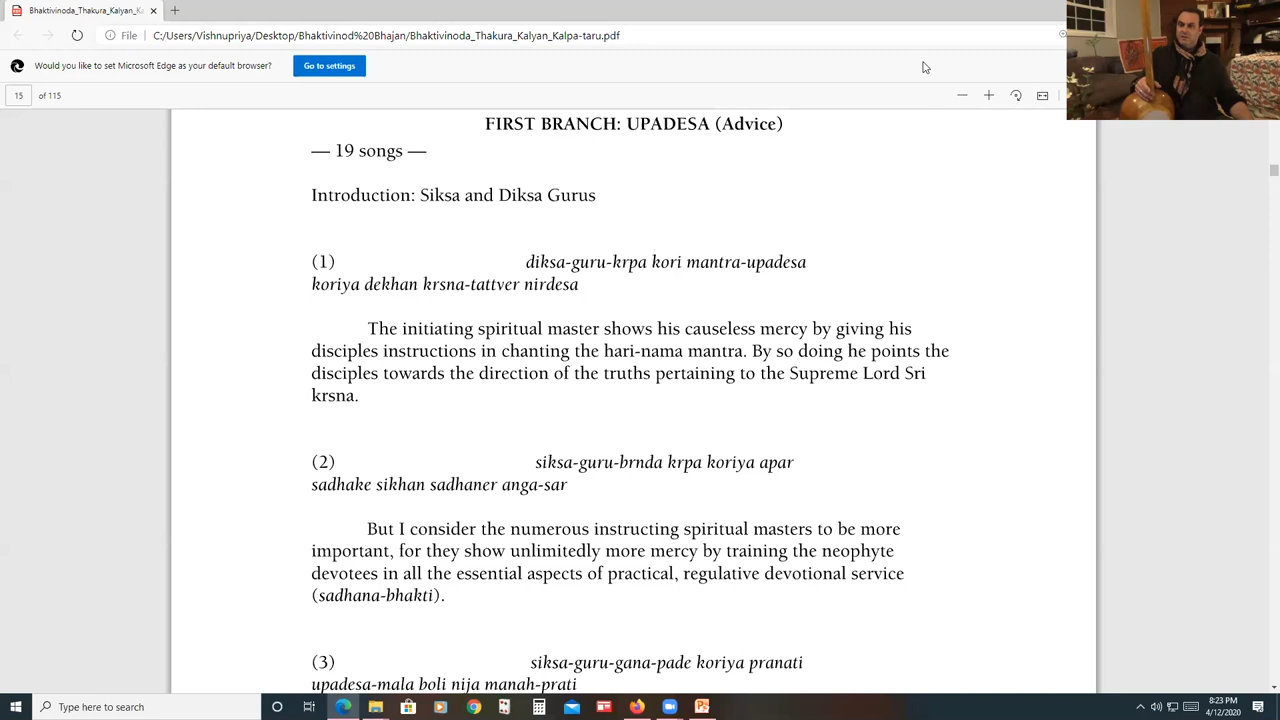 Bhaktivinoda_Thakura_Kalyan_Ka
File
C:/Users/Vishnupriya/Desktop/Bhaktivinod%20Bhajan/Bhaktivinoda_Thakura_Kalyan_Kalpa-taru.pdf
Would you like to set Microsoft Edge as your default browser?
Go to settings
15 of 115
FIRST BRANCH: UPADESA (Advice)
— 19 songs —
Introduction: Siksa and Diksa Gurus
(1) diksa-guru-krpa kori mantra-upadesa
koriya dekhan krsna-tattver nirdesa
The initiating spiritual master shows his causeless mercy by giving his
disciples instructions in chanting the hari-nama mantra. By so doing he points the
disciples towards the direction of the truths pertaining to the Supreme Lord Sri
krsna.
(2) siksa-guru-brnda krpa koriya apar
sadhake sikhan sadhaner anga-sar
But I consider the numerous instructing spiritual masters to be more
important, for they show unlimitedly more mercy by training the neophyte
devotees in all the essential aspects of practical, regulative devotional service
(sadhana-bhakti).
(3) siksa-guru-gana-pade koriya pranati
upadesa-mala boli nija manah-prati
Type here to search
8:23 PM
4/12/2020